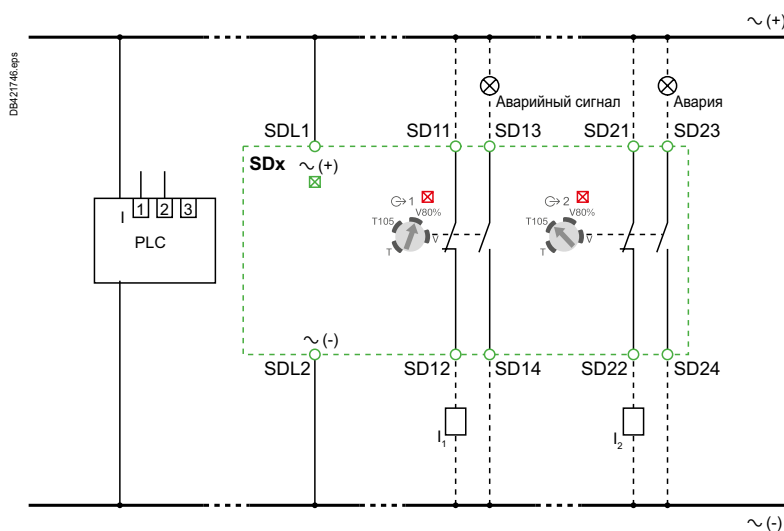 ~ (+)
DB421746.eps
Аварийный сигнал
Авария
SDL1
SD11
SD13
SD21
SD23
SDx
~ (+)
1
V80%
T105
V
T
2
V80%
T105
V
T
I
1
2
3
PLC
~ (-)
SDL2
SD12
SD14
SD22
SD24
I₁
I₂
~ (-)